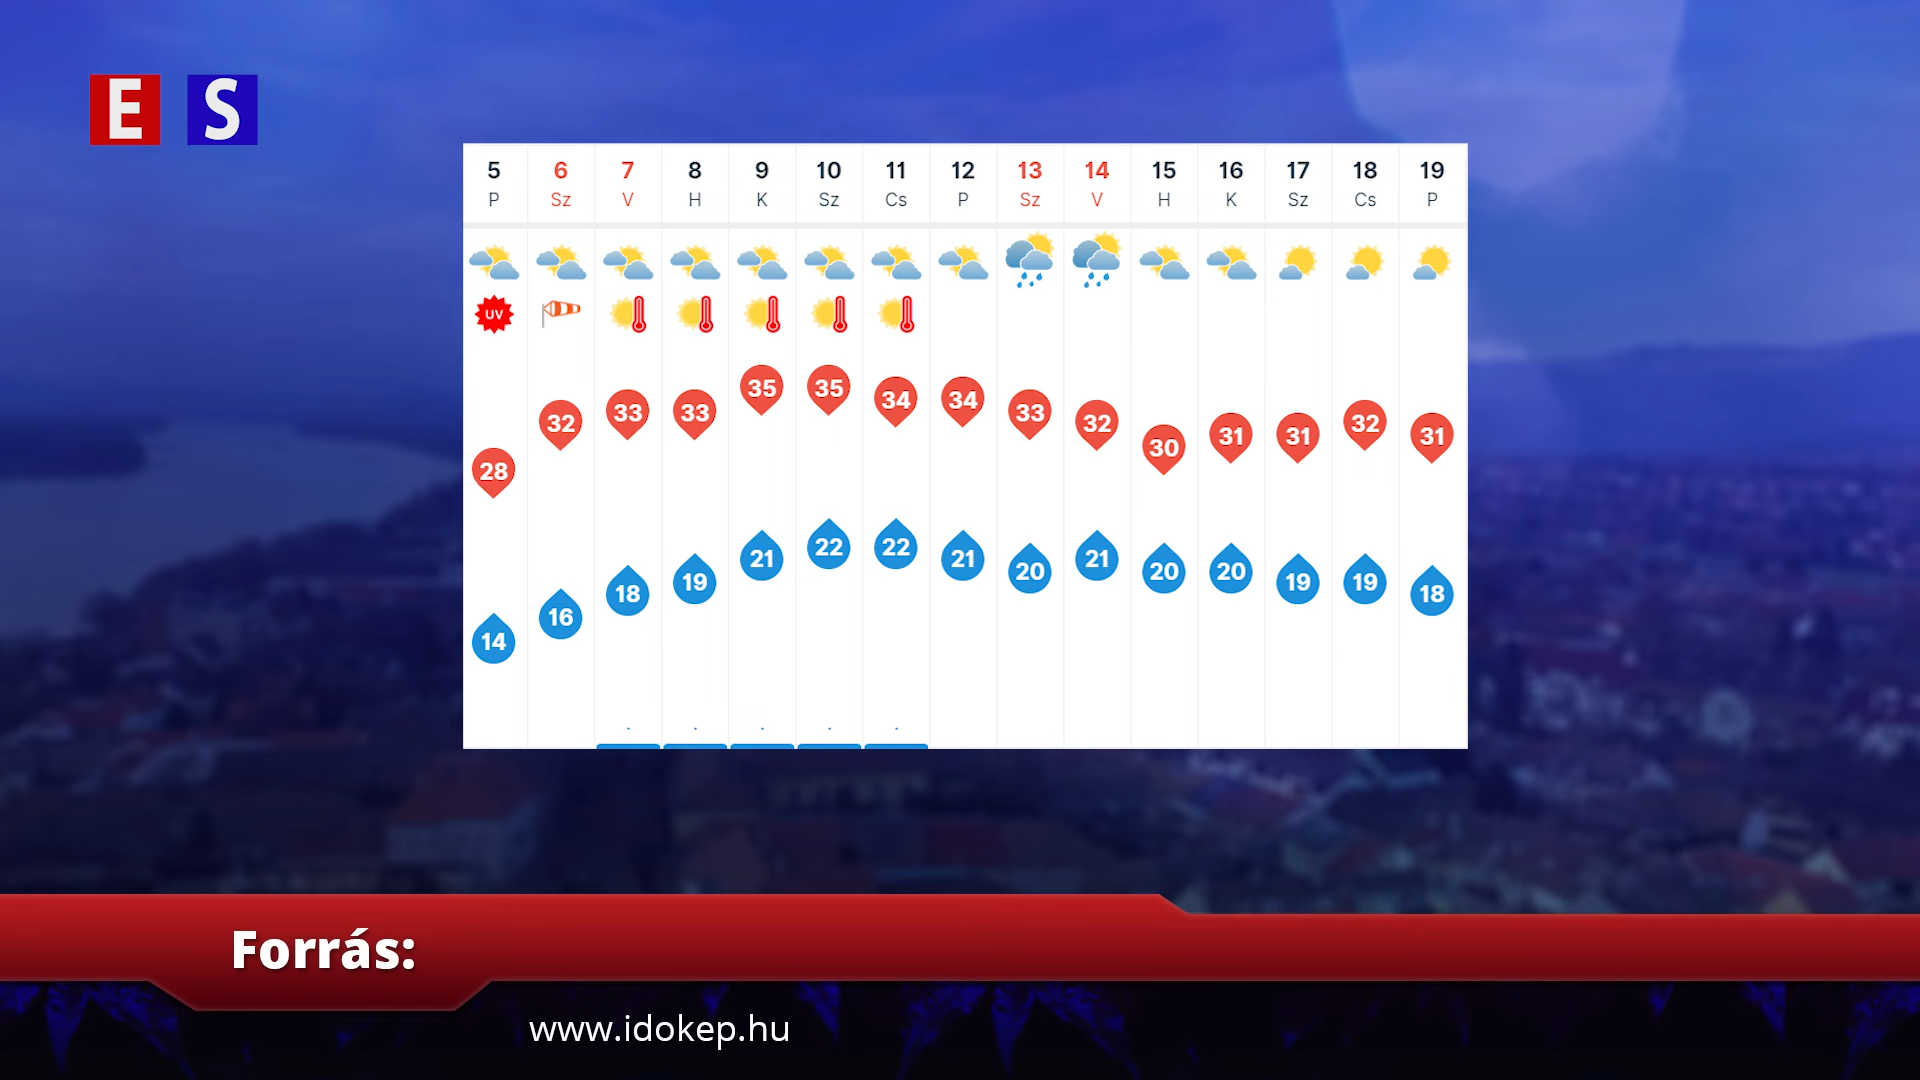 E S
5 6 7 8 9 10 11 12 13 14 15 16 17 18 19
P Sz V H K Sz Cs P Sz V H K Sz Cs P
UV
28 32 33 33 35 35 34 34 33 32 30 31 31 32 31
14 16 18 19 21 22 22 21 20 21 20 20 19 19 18
Forrás:
www.idokep.hu